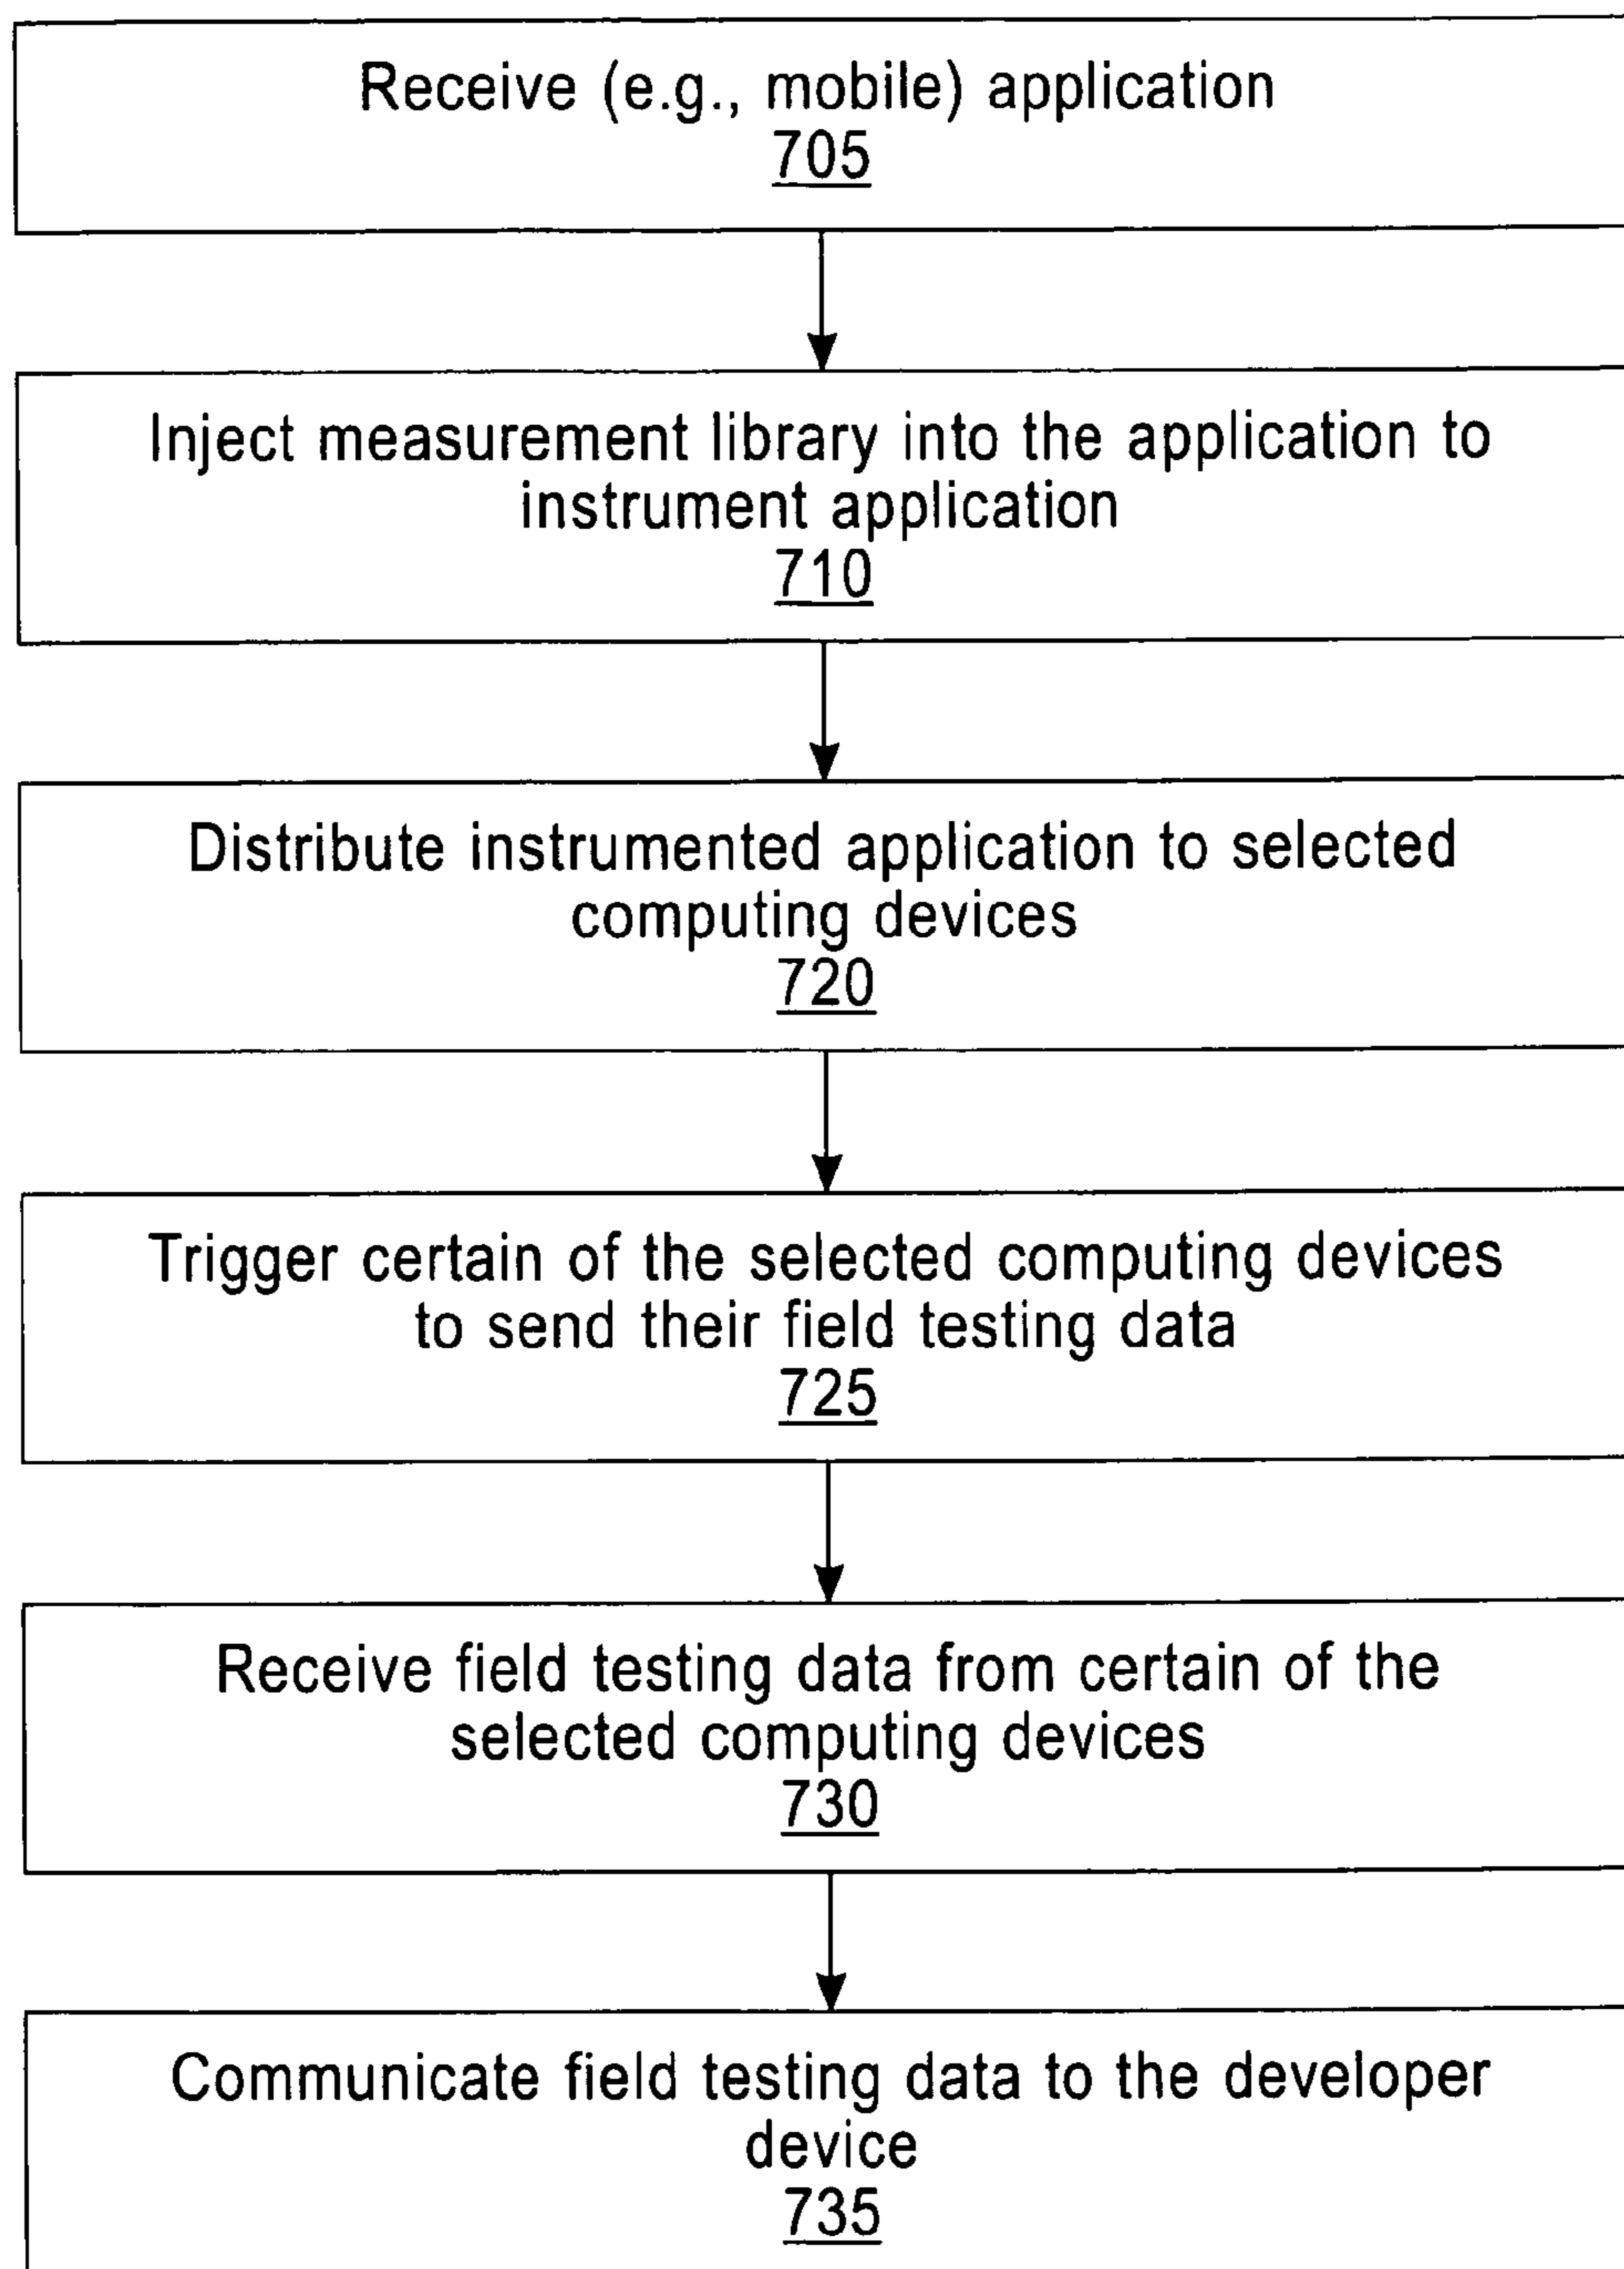 Receive (e.g., mobile) application
705
Inject measurement library into the application to
instrument application
710
Distribute instrumented application to selected
computing devices
720
Trigger certain of the selected computing devices
to send their field testing data
725
Receive field testing data from certain of the
selected computing devices
730
Communicate field testing data to the developer
device
735